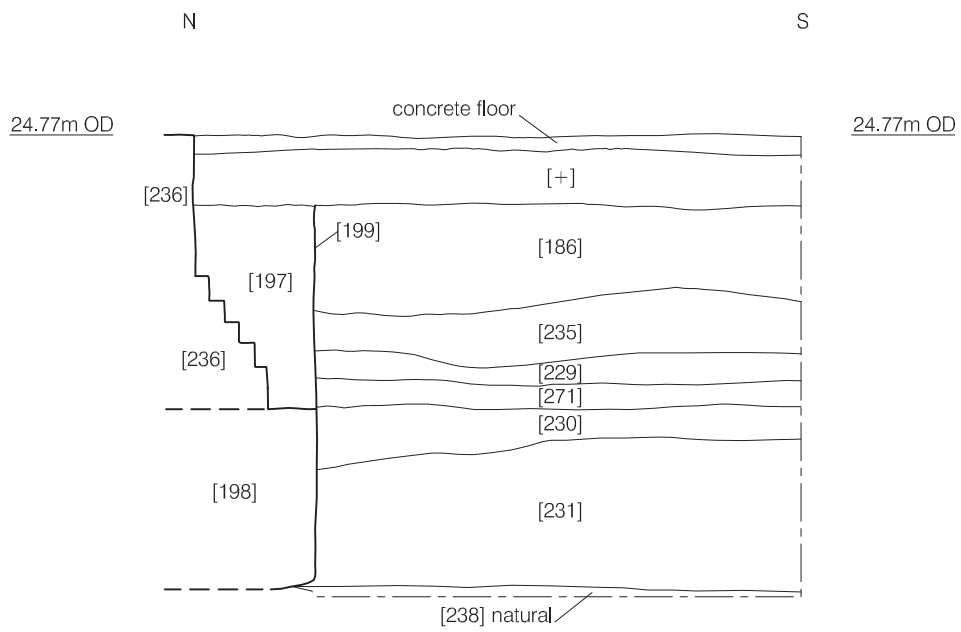 N
S
concrete floor
24.77m OD
24.77m OD
[+]
[236]
[199]
[186]
[197]
[235]
[236]
[229]
[271]
[230]
[198]
[231]
[238] natural